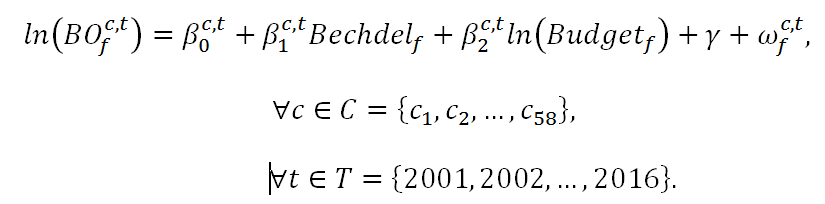 ln(BO_f^{c,t}) = β_0^{c,t} + β_1^{c,t}Bechdel_f + β_2^{c,t}ln(Budget_f) + γ + ω_f^{c,t},
∀c ∈ C = {c_1, c_2, … , c_58},
∀t ∈ T = {2001, 2002, … , 2016}.